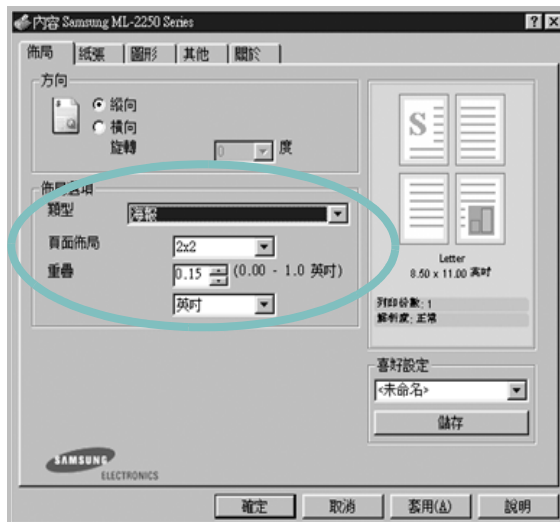 內容 Samsung ML-2250 Series
佈局 紙張 圖形 其他 關於
方向
縱向
橫向
旋轉 0 度
佈局選項
類型 海報
頁面佈局 2x2
重疊 0.15 (0.00 - 1.0 英吋)
英吋
S
Letter
8.50 x 11.00 英吋
列印份數: 1
解析度: 正常
喜好設定
<未命名>
儲存
SAMSUNG
ELECTRONICS
確定 取消 套用(A) 說明